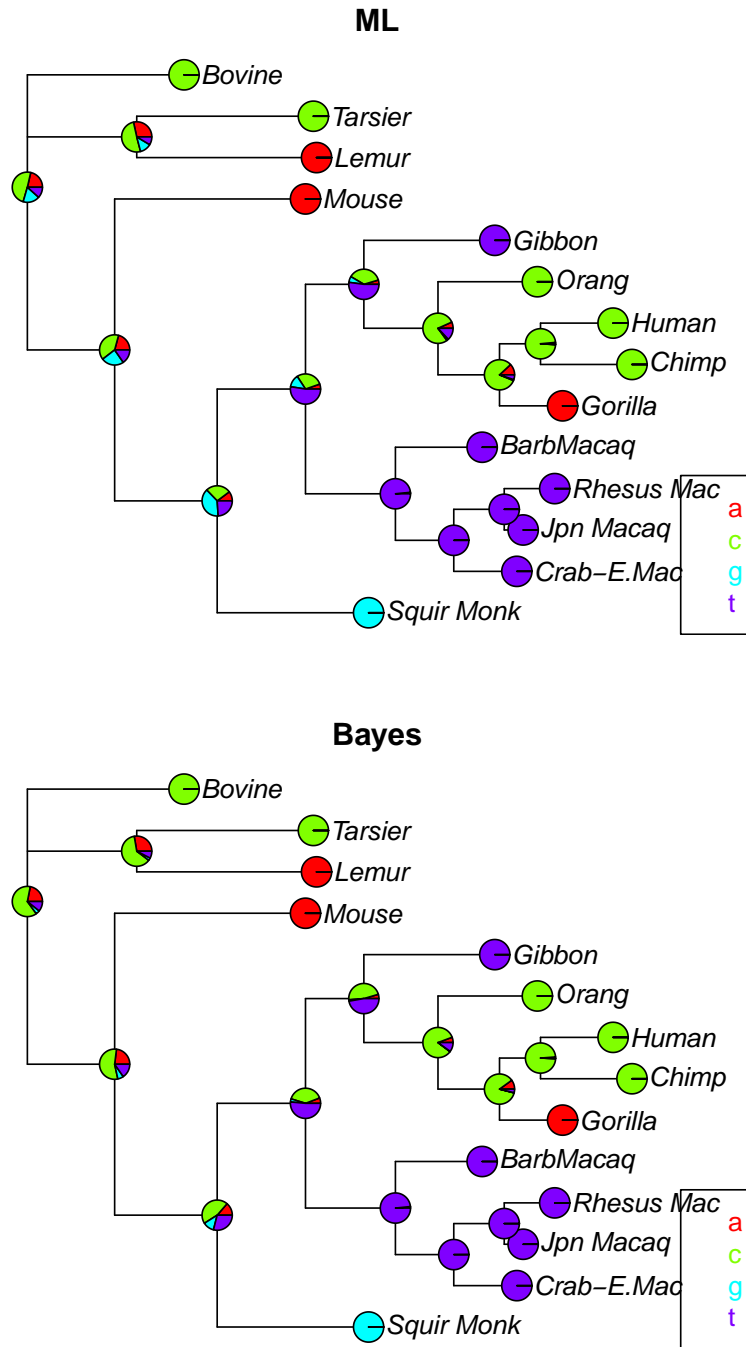 ML
Bovine
Tarsier
Lemur
Mouse
Gibbon
Orang
Human
Chimp
Gorilla
BarbMacaq
Rhesus Mac
Jpn Macaq
Crab−E.Mac
Squir Monk
a
c
g
t
Bayes
Bovine
Tarsier
Lemur
Mouse
Gibbon
Orang
Human
Chimp
Gorilla
BarbMacaq
Rhesus Mac
Jpn Macaq
Crab−E.Mac
Squir Monk
a
c
g
t